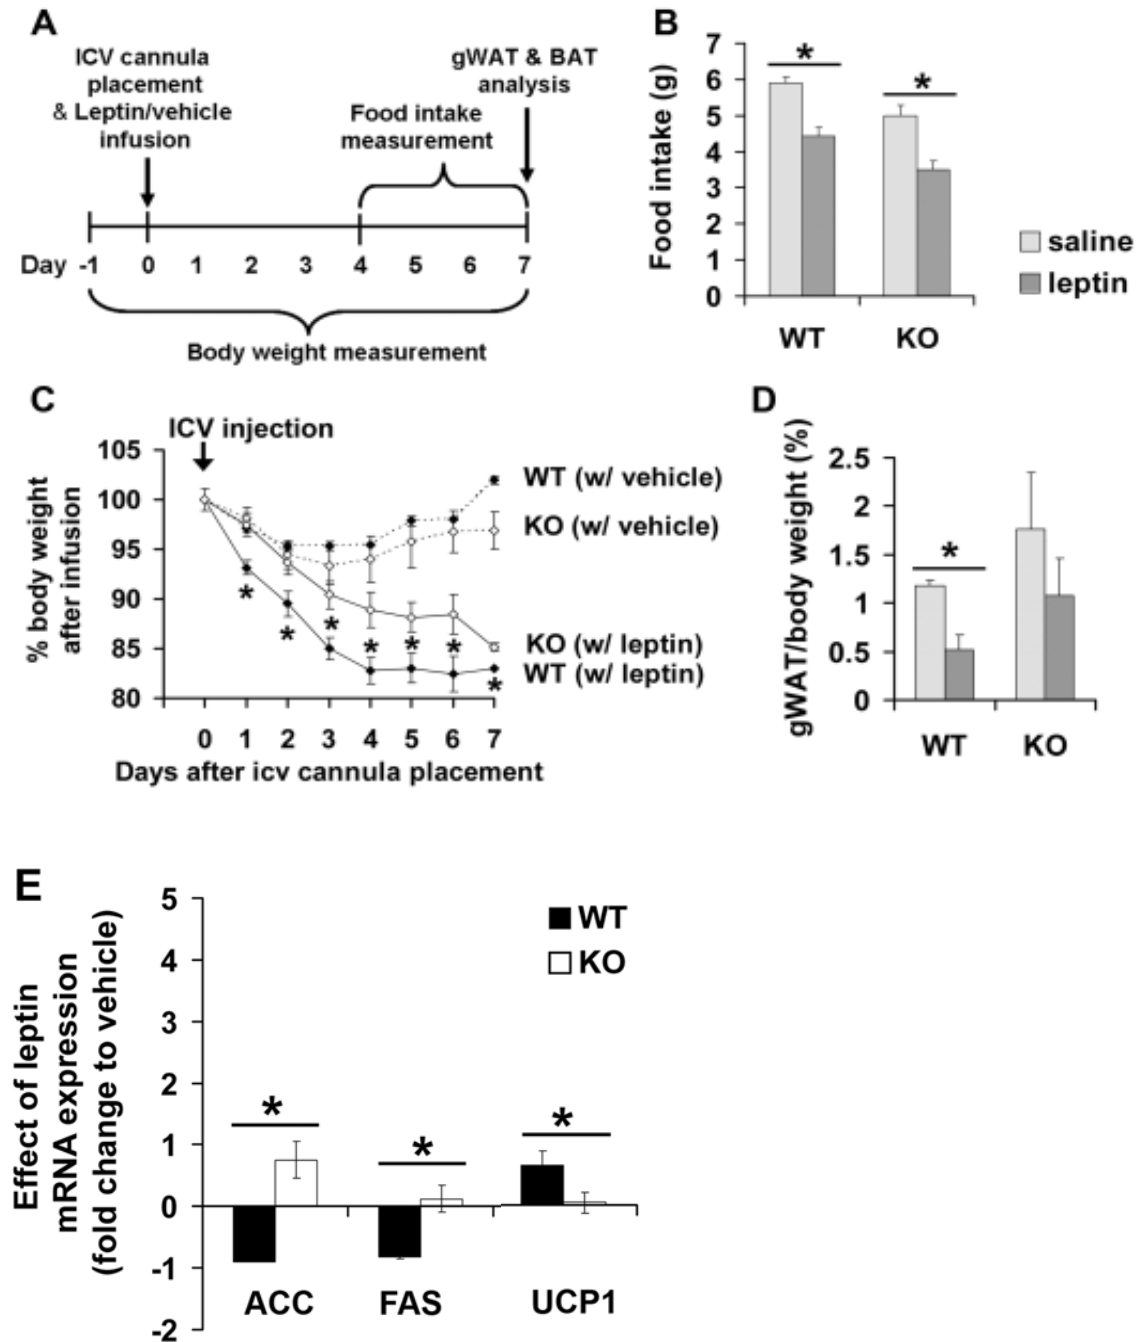 A
ICV cannula
placement
& Leptin/vehicle
infusion
gWAT & BAT
analysis
Food intake
measurement
Day -1 0 1 2 3 4 5 6 7
Body weight measurement
B
Food intake (g)
7
6
5
4
3
2
1
0
*
*
WT KO
saline
leptin
C
ICV injection
% body weight
after infusion
105
100
95
90
85
80
WT (w/ vehicle)
KO (w/ vehicle)
KO (w/ leptin)
WT (w/ leptin)
* * * * * * *
0 1 2 3 4 5 6 7
Days after icv cannula placement
D
gWAT/body weight (%)
2.5
2
1.5
1
0.5
0
*
WT KO
E
Effect of leptin
mRNA expression
(fold change to vehicle)
5
4
3
2
1
0
-1
-2
WT
KO
* * *
ACC FAS UCP1